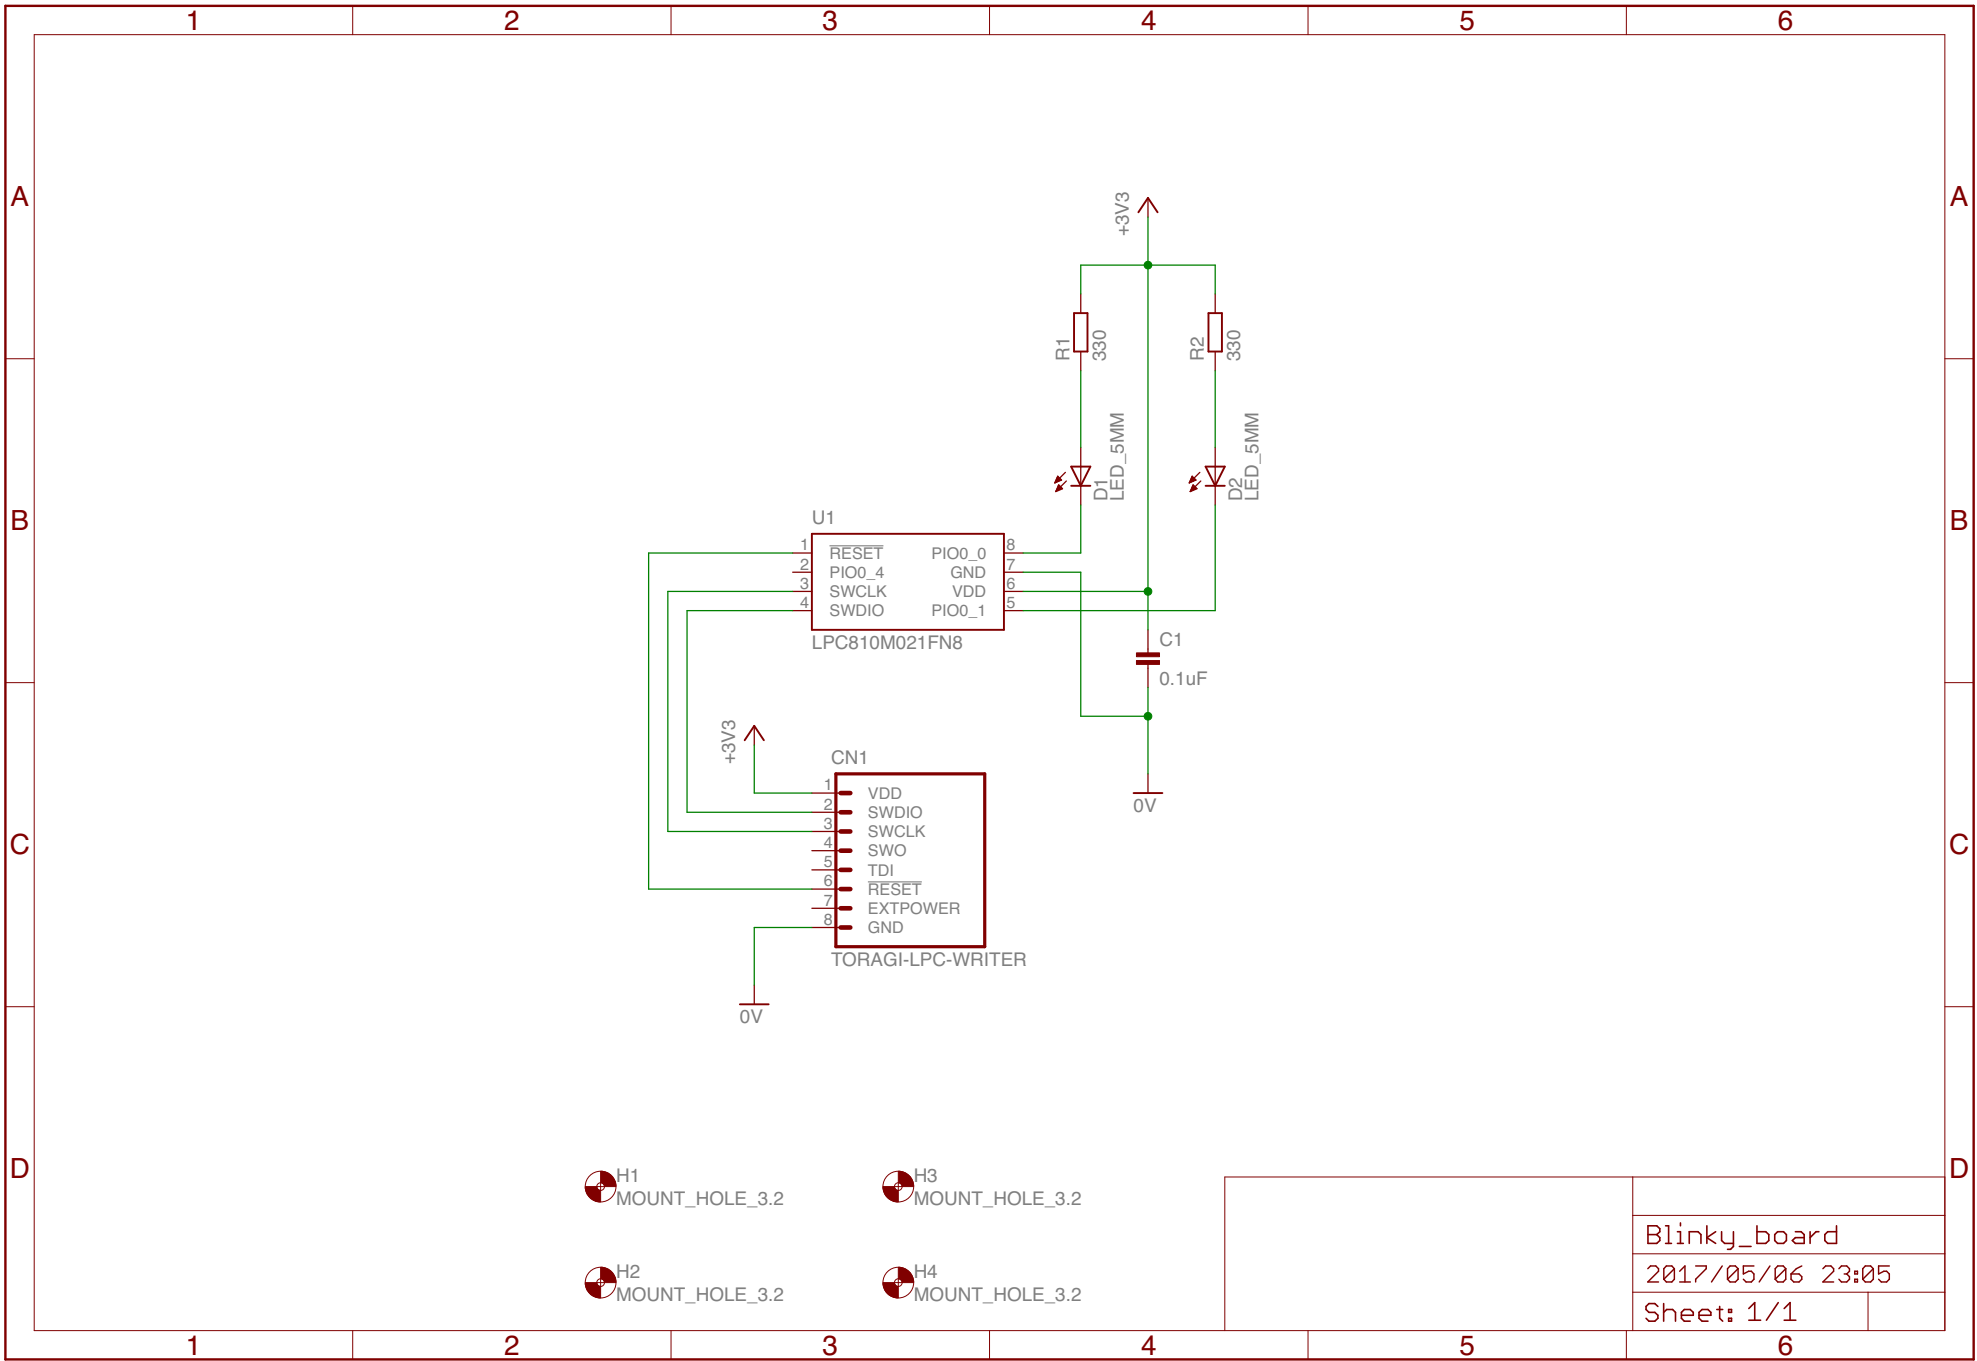 1 2 3 4 5 6
A A
+3V3
R1
330
R2
330
D1
LED_5MM
D2
LED_5MM
B B
U1
1 RESET
2 PIO0_4
3 SWCLK
4 SWDIO
PIO0_0 8
GND 7
VDD 6
PIO0_1 5
LPC810M021FN8
C1
0.1uF
0V
+3V3
CN1
1 VDD
2 SWDIO
3 SWCLK
4 SWO
5 TDI
6 RESET
7 EXTPOWER
8 GND
TORAGI-LPC-WRITER
0V
C C
D D
H1
MOUNT_HOLE_3.2
H3
MOUNT_HOLE_3.2
H2
MOUNT_HOLE_3.2
H4
MOUNT_HOLE_3.2
Blinky_board
2017/05/06 23:05
Sheet: 1/1
1 2 3 4 5 6